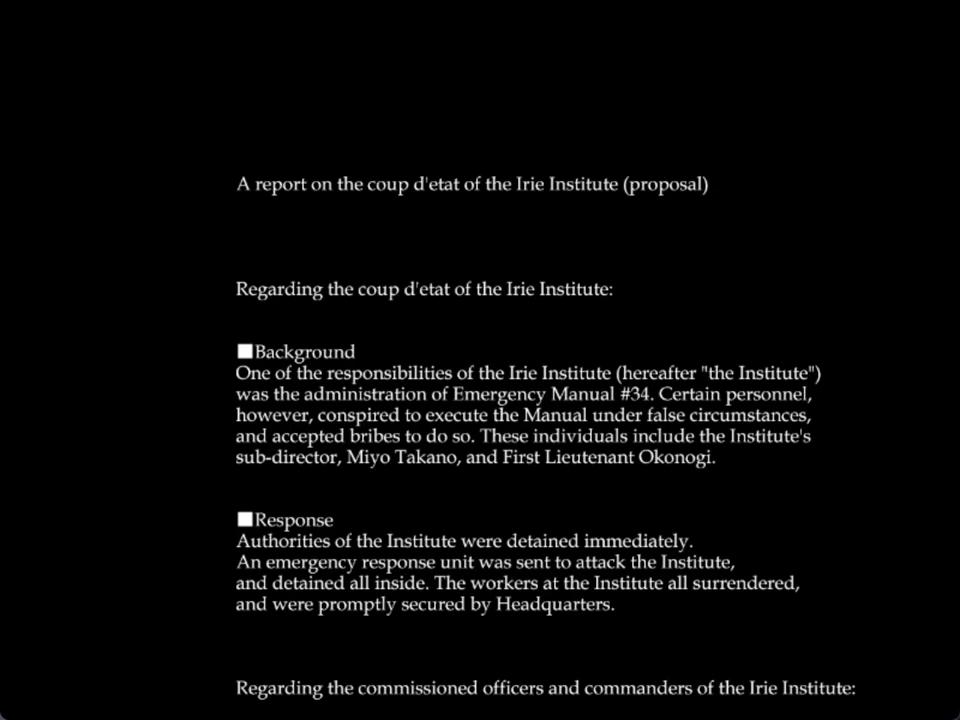 A report on the coup d'etat of the Irie Institute (proposal)
Regarding the coup d'etat of the Irie Institute:
■Background
One of the responsibilities of the Irie Institute (hereafter "the Institute")
was the administration of Emergency Manual #34. Certain personnel,
however, conspired to execute the Manual under false circumstances,
and accepted bribes to do so. These individuals include the Institute's
sub-director, Miyo Takano, and First Lieutenant Okonogi.
■Response
Authorities of the Institute were detained immediately.
An emergency response unit was sent to attack the Institute,
and detained all inside. The workers at the Institute all surrendered,
and were promptly secured by Headquarters.
Regarding the commissioned officers and commanders of the Irie Institute: